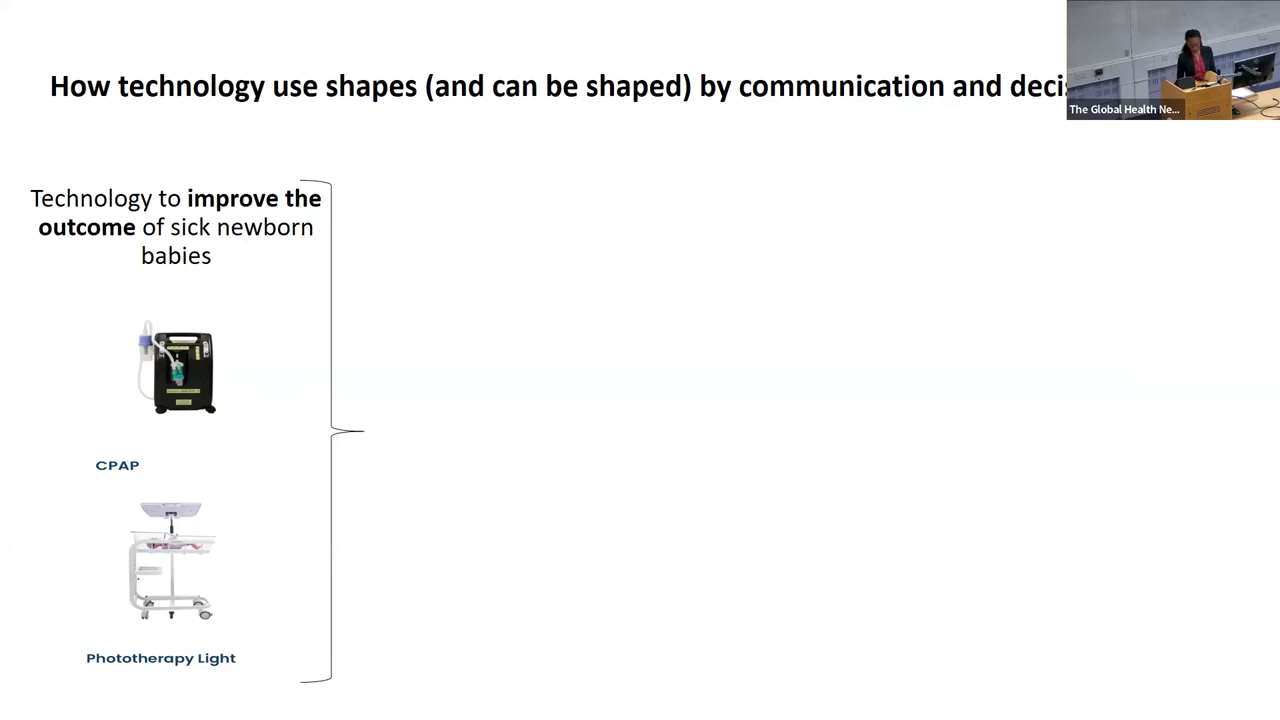 How technology use shapes (and can be shaped) by communication and
The Global Health Ne...
Technology to improve the
outcome of sick newborn
babies
CPAP
Phototherapy Light